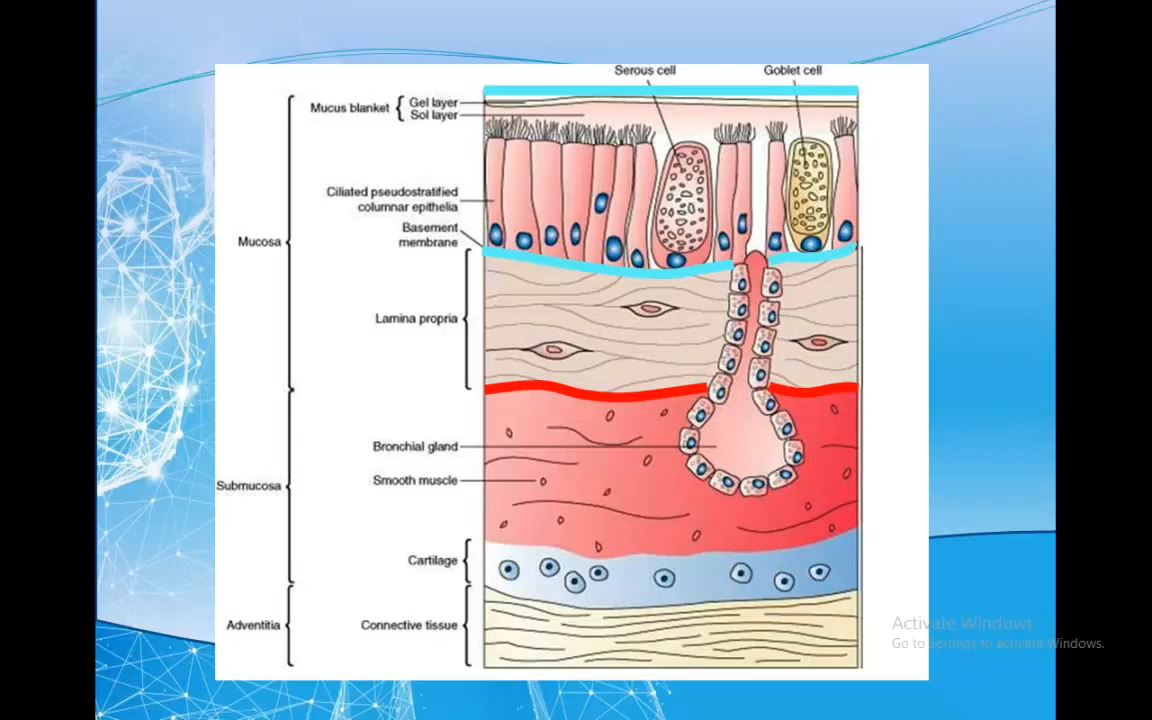 Serous cell
Goblet cell
Mucus blanket
Gel layer
Sol layer
Ciliated pseudostratified
columnar epithelia
Basement
membrane
Mucosa
Lamina propria
Bronchial gland
Smooth muscle
Submucosa
Cartilage
Adventitia
Connective tissue
Activate Windows
Go to Settings to activate Windows.